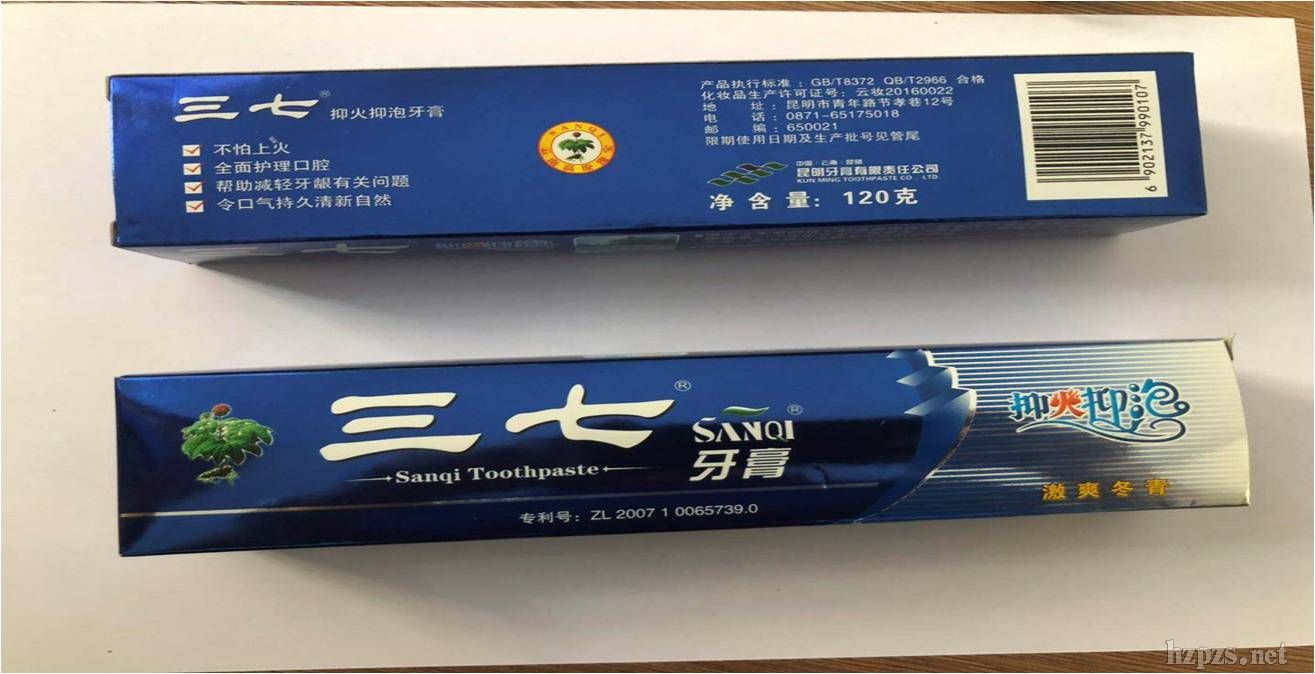 三七® 抑火抑泡牙膏
不怕上火
全面护理口腔
帮助减轻牙龈有关问题
令口气持久清新自然
SANQI
产品执行标准：GB/T8372 QB/T2966 合格
化妆品生产许可证号：云妆20160022
地 址：昆明市青年路节孝巷12号
电 话：0871-65175018
邮 编：650021
限期使用日期及生产批号见管尾
中国·云南·昆明
昆明牙膏有限责任公司
KUN MING TOOTHPASTE CO., LTD.
净含量：120克
6 902137 990107
三七®
SANQI®
牙膏
Sanqi Toothpaste
专利号：ZL 2007 1 0065739.0
抑火抑泡
激爽冬青
hzpzs.net